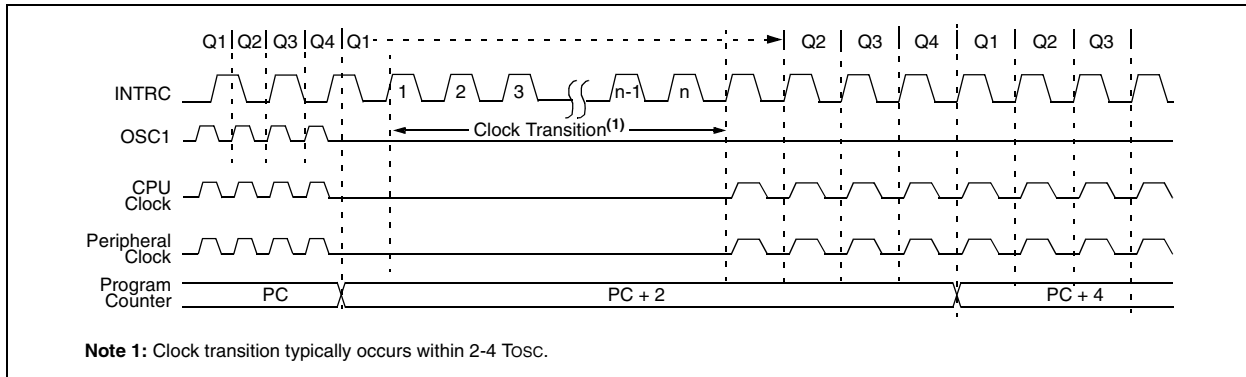 Q1 Q2 Q3 Q4 Q1 Q2 Q3 Q4 Q1 Q2 Q3
INTRC 1 2 3 n-1 n
OSC1
Clock Transition(1)
CPU
Clock
Peripheral
Clock
Program
Counter
PC PC + 2 PC + 4
Note 1: Clock transition typically occurs within 2-4 TOSC.